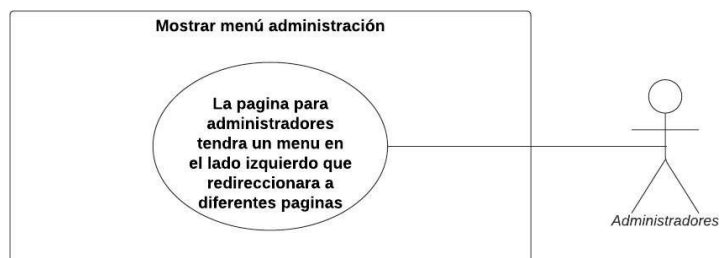 Mostrar menú administración
La pagina para
administradores
tendra un menu en
el lado izquierdo que
redireccionara a
diferentes paginas
Administradores